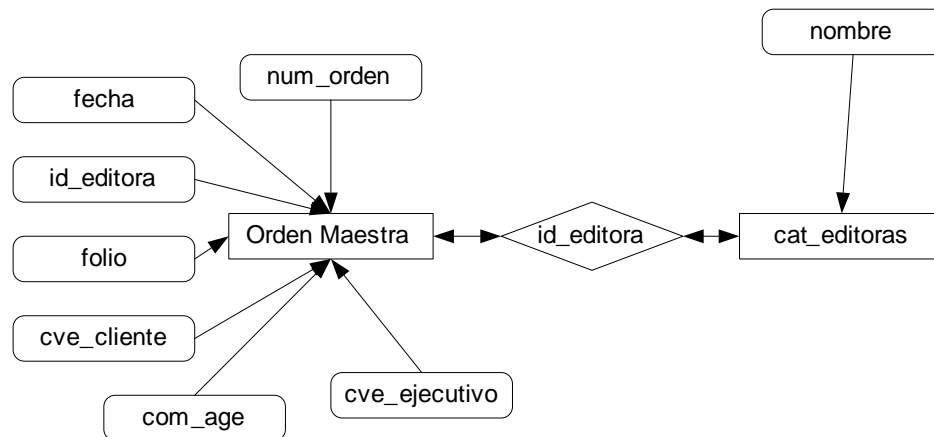 nombre
num_orden
fecha
id_editora
Orden Maestra
id_editora
cat_editoras
folio
cve_cliente
cve_ejecutivo
com_age